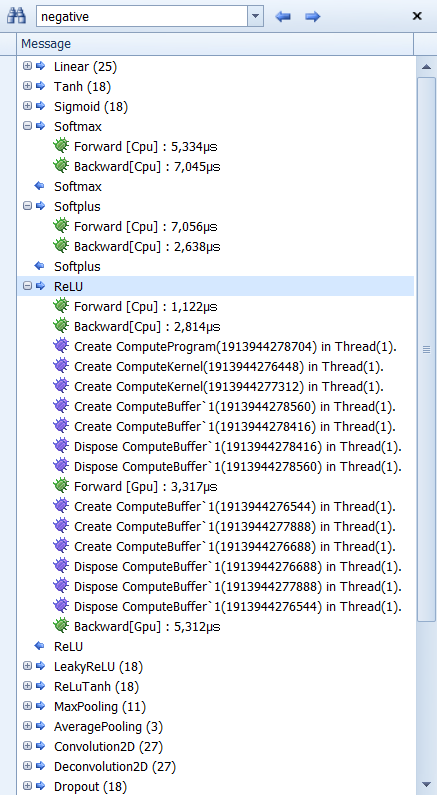 negative
Message
Linear (25)
Tanh (18)
Sigmoid (18)
Softmax
Forward [Cpu] : 5,334µs
Backward[Cpu] : 7,045µs
Softmax
Softplus
Forward [Cpu] : 7,056µs
Backward[Cpu] : 2,638µs
Softplus
ReLU
Forward [Cpu] : 1,122µs
Backward[Cpu] : 2,814µs
Create ComputeProgram(1913944278704) in Thread(1).
Create ComputeKernel(1913944276448) in Thread(1).
Create ComputeKernel(1913944277312) in Thread(1).
Create ComputeBuffer`1(1913944278560) in Thread(1).
Create ComputeBuffer`1(1913944278416) in Thread(1).
Dispose ComputeBuffer`1(1913944278416) in Thread(1).
Dispose ComputeBuffer`1(1913944278560) in Thread(1).
Forward [Gpu] : 3,317µs
Create ComputeBuffer`1(1913944276544) in Thread(1).
Create ComputeBuffer`1(1913944277888) in Thread(1).
Create ComputeBuffer`1(1913944276688) in Thread(1).
Dispose ComputeBuffer`1(1913944276688) in Thread(1).
Dispose ComputeBuffer`1(1913944277888) in Thread(1).
Dispose ComputeBuffer`1(1913944276544) in Thread(1).
Backward[Gpu] : 5,312µs
ReLU
LeakyReLU (18)
ReLuTanh (18)
MaxPooling (11)
AveragePooling (3)
Convolution2D (27)
Deconvolution2D (27)
Dropout (18)